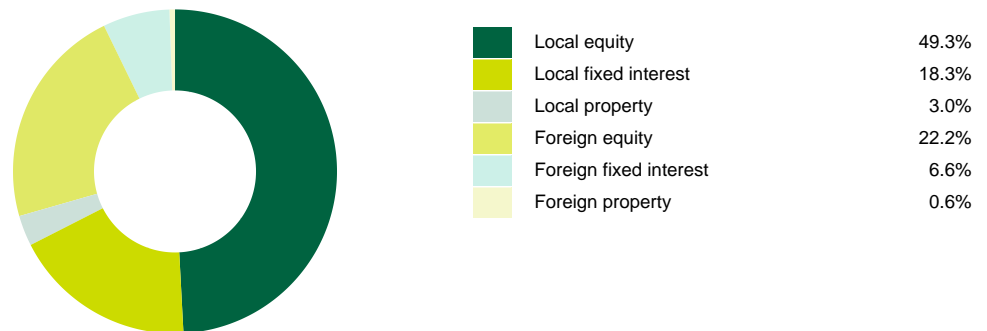 Local equity 49.3%
Local fixed interest 18.3%
Local property 3.0%
Foreign equity 22.2%
Foreign fixed interest 6.6%
Foreign property 0.6%